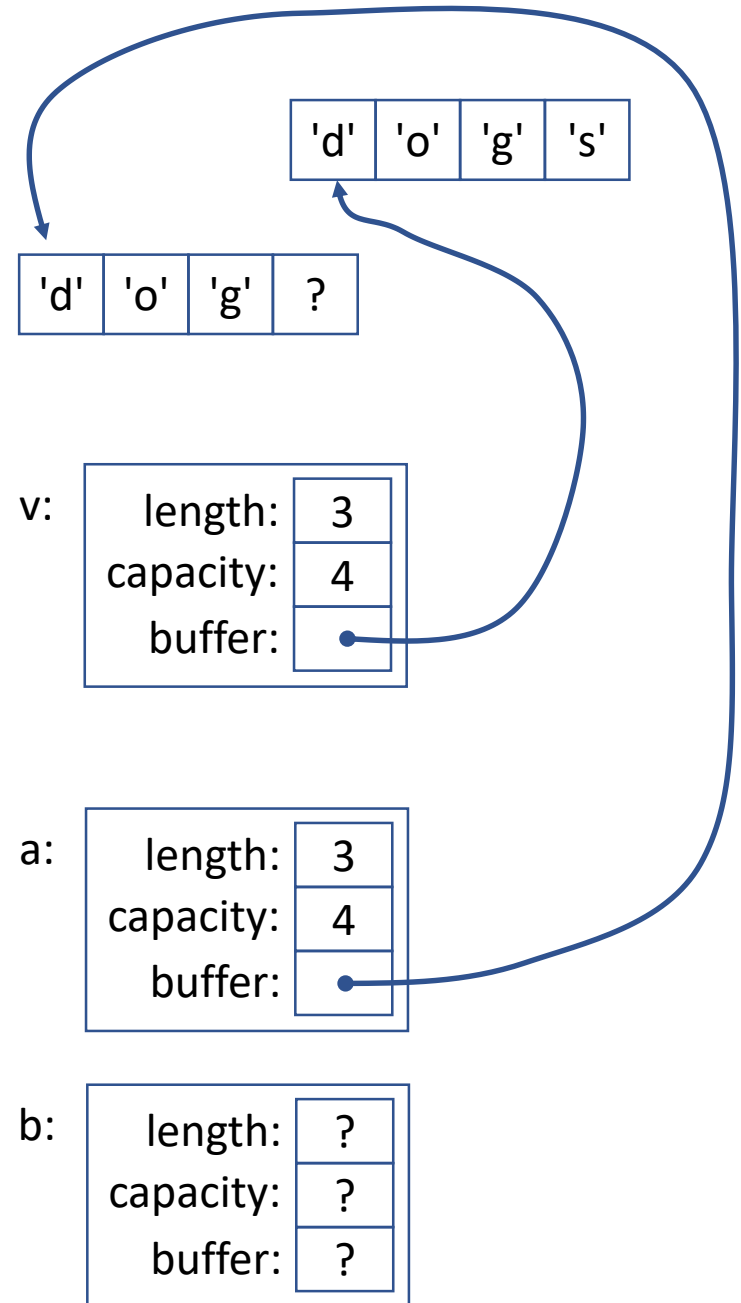 'd' 'o' 'g' 's'
'd' 'o' 'g' ?
v:
length: 3
capacity: 4
buffer:
a:
length: 3
capacity: 4
buffer:
b:
length: ?
capacity: ?
buffer: ?